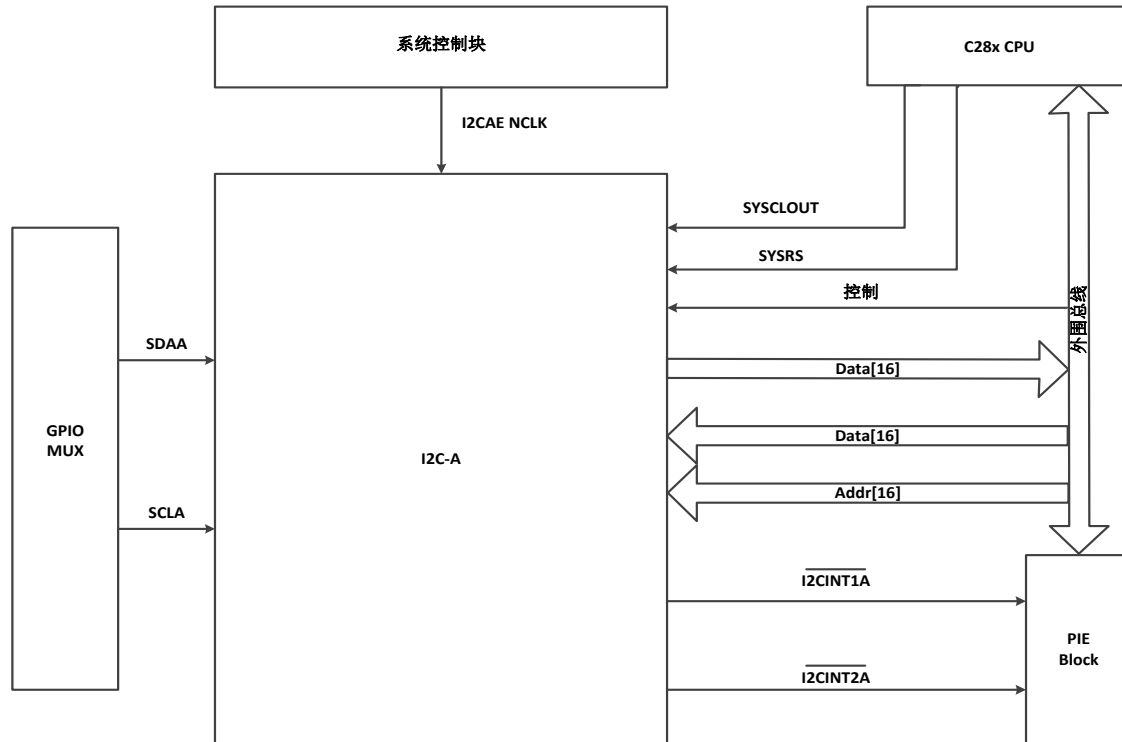 系统控制块
C28x CPU
I2CAE NCLK
SYSCLOUT
SYSRS
控制
外围总线
SDAA
Data[16]
GPIO
MUX
I2C-A
Data[16]
Addr[16]
SCLA
I2CINT1A
PIE
Block
I2CINT2A